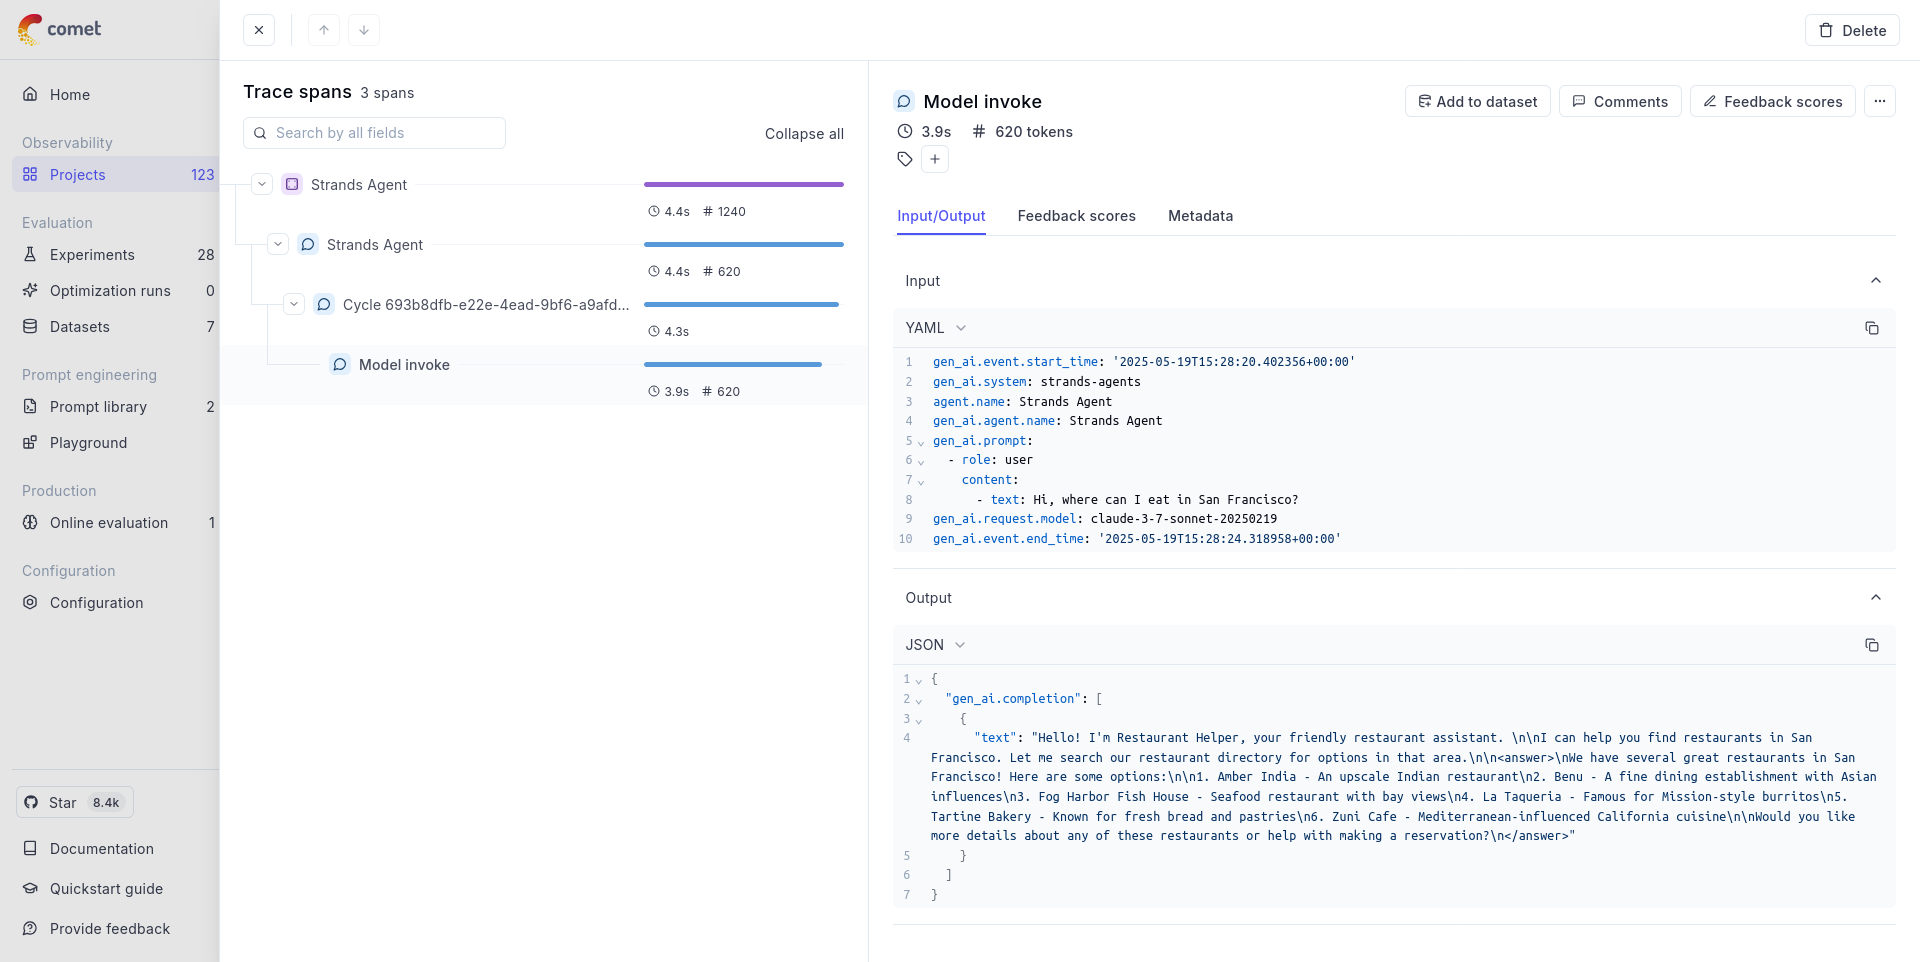 comet
Home
Observability
Projects 123
Evaluation
Experiments 28
Optimization runs 0
Datasets 7
Prompt engineering
Prompt library 2
Playground
Production
Online evaluation 1
Configuration
Configuration
Star 8.4k
Documentation
Quickstart guide
Provide feedback
Delete
Trace spans 3 spans
Search by all fields
Collapse all
Strands Agent
4.4s # 1240
Strands Agent
4.4s # 620
Cycle 693b8dfb-e22e-4ead-9bf6-a9afd...
4.3s
Model invoke
3.9s # 620
Model invoke
Add to dataset
Comments
Feedback scores
...
3.9s # 620 tokens
+
Input/Output Feedback scores Metadata
Input
YAML
1 gen_ai.event.start_time: '2025-05-19T15:28:20.402356+00:00'
2 gen_ai.system: strands-agents
3 agent.name: Strands Agent
4 gen_ai.agent.name: Strands Agent
5 gen_ai.prompt:
6 - role: user
7 content:
8 - text: Hi, where can I eat in San Francisco?
9 gen_ai.request.model: claude-3-7-sonnet-20250219
10 gen_ai.event.end_time: '2025-05-19T15:28:24.318958+00:00'
Output
JSON
1 {
2 "gen_ai.completion": [
3 {
4 "text": "Hello! I'm Restaurant Helper, your friendly restaurant assistant. \n\nI can help you find restaurants in San
Francisco. Let me search our restaurant directory for options in that area.\n\n<answer>\nWe have several great restaurants in San
Francisco! Here are some options:\n\n1. Amber India - An upscale Indian restaurant\n2. Benu - A fine dining establishment with Asian
influences\n3. Fog Harbor Fish House - Seafood restaurant with bay views\n4. La Taqueria - Famous for Mission-style burritos\n5.
Tartine Bakery - Known for fresh bread and pastries\n6. Zuni Cafe - Mediterranean-influenced California cuisine\n\nWould you like
more details about any of these restaurants or help with making a reservation?\n</answer>"
5 }
6 ]
7 }